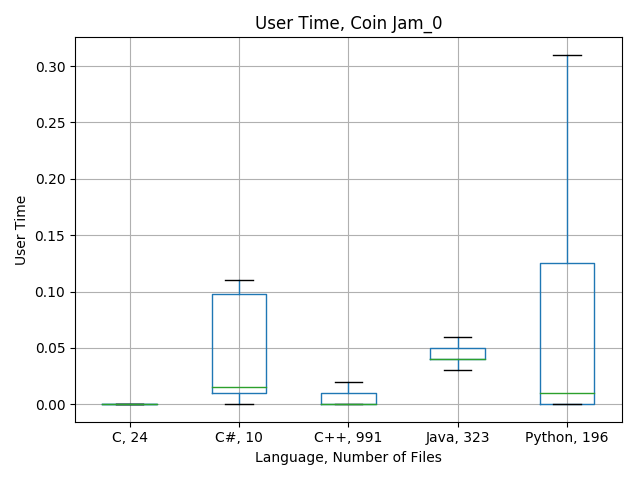 User Time, Coin Jam_0
User Time
0.30
0.25
0.20
0.15
0.10
0.05
0.00
C, 24
C#, 10
C++, 991
Java, 323
Python, 196
Language, Number of Files